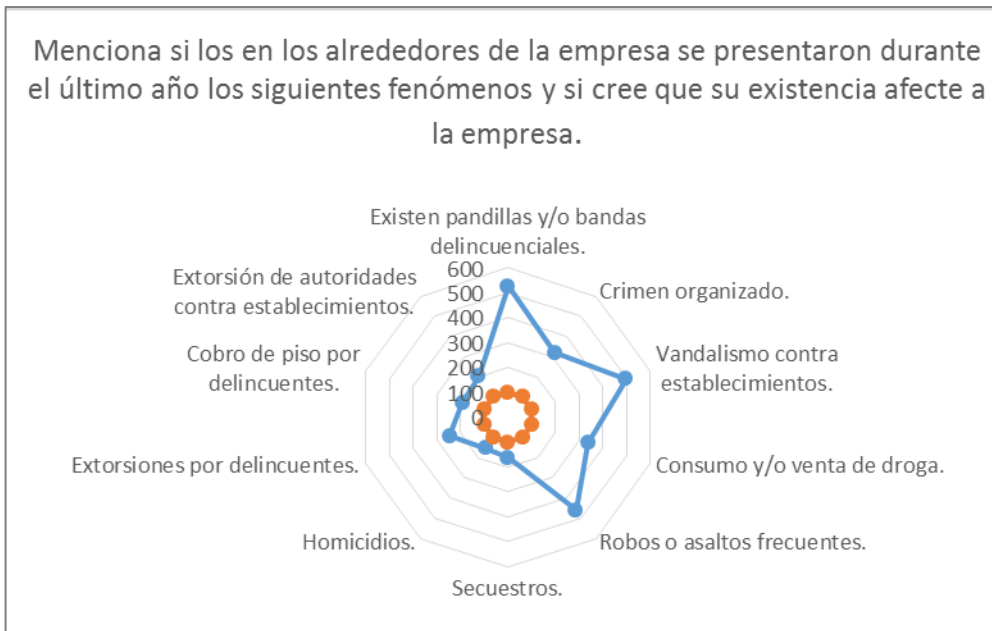 Menciona si los en los alrededores de la empresa se presentaron durante
el último año los siguientes fenómenos y si cree que su existencia afecte a
la empresa.
Existen pandillas y/o bandas
delincuenciales.
Crimen organizado.
Vandalismo contra
establecimientos.
Consumo y/o venta de droga.
Robos o asaltos frecuentes.
Secuestros.
Homicidios.
Extorsiones por delincuentes.
Cobro de piso por
delincuentes.
Extorsión de autoridades
contra establecimientos.
600
500
400
300
200
100
0